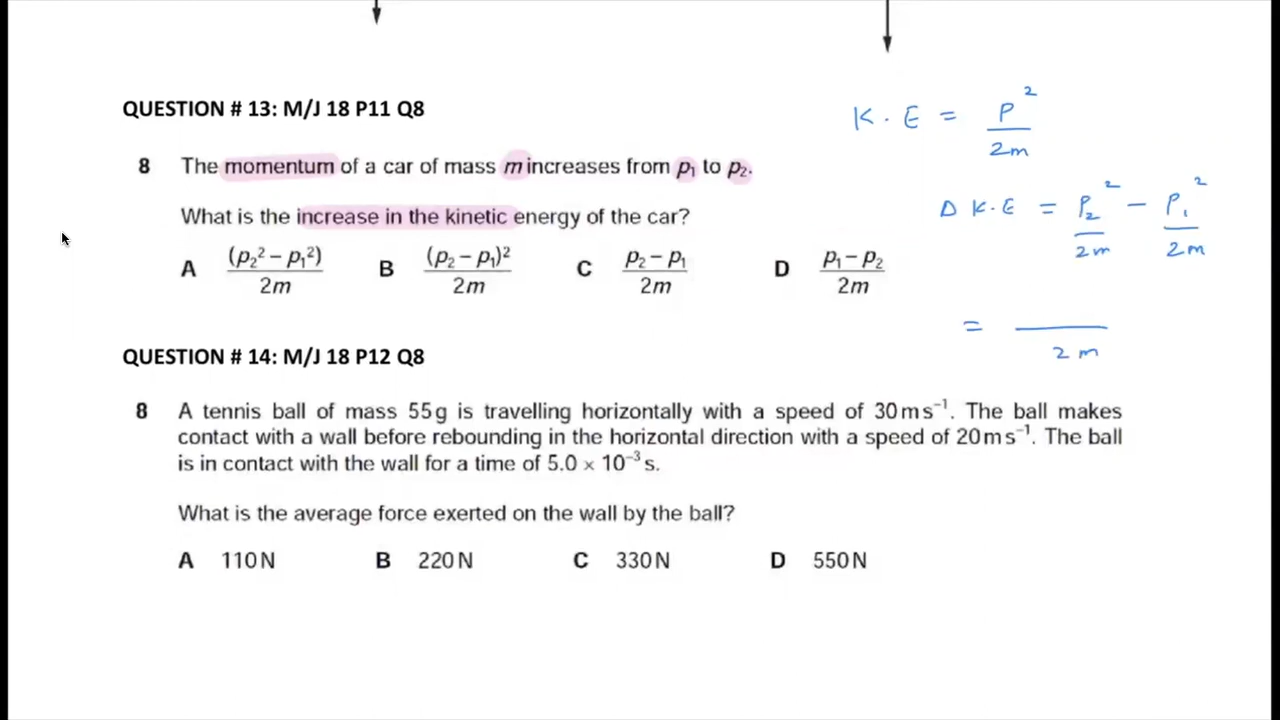 QUESTION # 13: M/J 18 P11 Q8
K.E = P²/2m
8 The momentum of a car of mass m increases from p₁ to p₂.
Δ K.E = P₂²/2m − P₁²/2m
What is the increase in the kinetic energy of the car?
A (p₂² − p₁²)/2m B (p₂ − p₁)²/2m C p₂ − p₁/2m D p₁ − p₂/2m
= /2m
QUESTION # 14: M/J 18 P12 Q8
8 A tennis ball of mass 55 g is travelling horizontally with a speed of 30 m s⁻¹. The ball makes
contact with a wall before rebounding in the horizontal direction with a speed of 20 m s⁻¹. The ball
is in contact with the wall for a time of 5.0 × 10⁻³ s.
What is the average force exerted on the wall by the ball?
A 110 N B 220 N C 330 N D 550 N